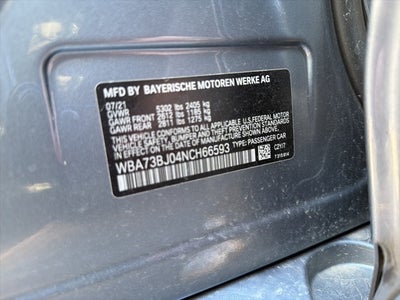 MFD BY BAYERISCHE MOTOREN WERKE AG
07/21
GVWR 5302 lbs 2405 kg
GAWR FRONT 2612 lbs 1185 kg
GAWR REAR 2811 lbs 1275 kg
THIS VEHICLE CONFORMS TO ALL APPLICABLE U.S. FEDERAL MOTOR
VEHICLE SAFETY, BUMPER, AND THEFT PREVENTION STANDARDS
IN EFFECT ON THE DATE OF MANUFACTURE SHOWN ABOVE.
WBA73BJ04NCH66593 TYPE: PASSENGER CAR
CZY17